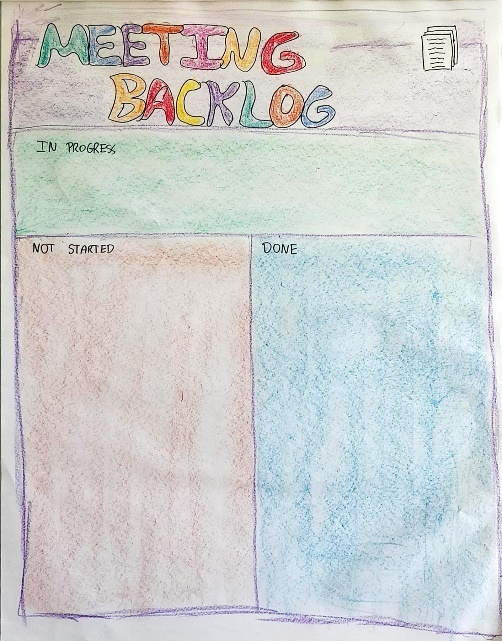 MEETING
BACKLOG
IN PROGRESS
NOT STARTED
DONE